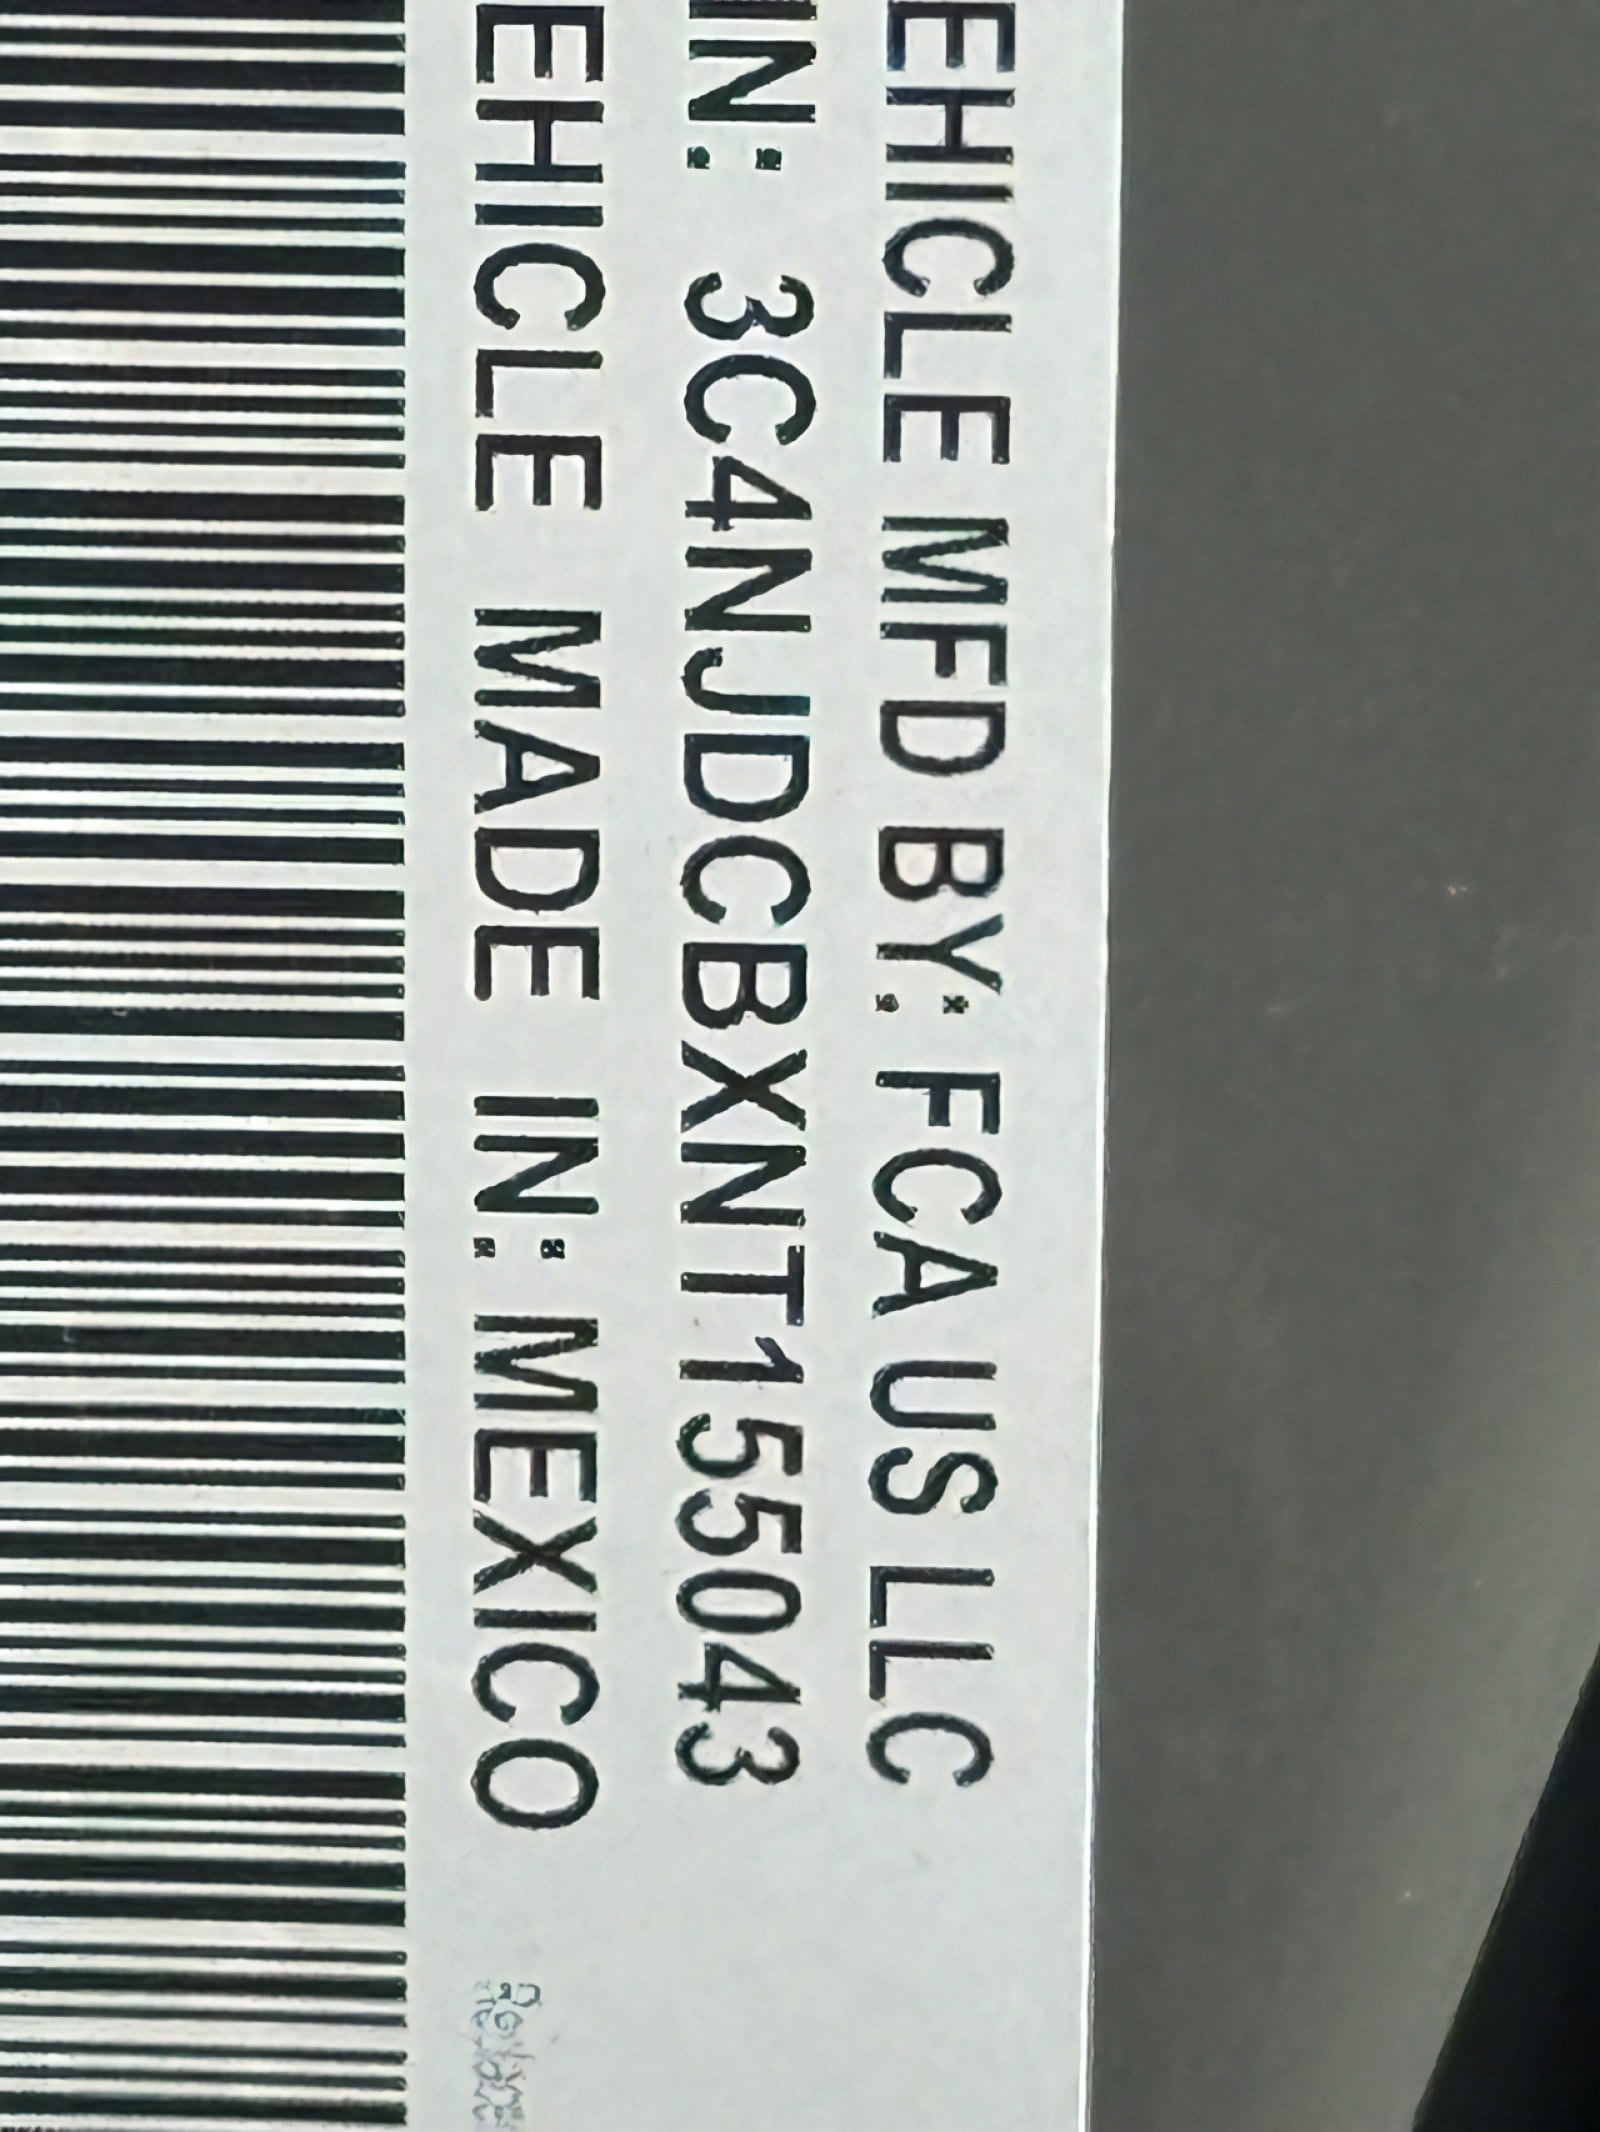 EHICLE MFD BY: FCA US LLC
IN: 3C4NJDCBXNT155043
EHICLE MADE IN: MEXICO